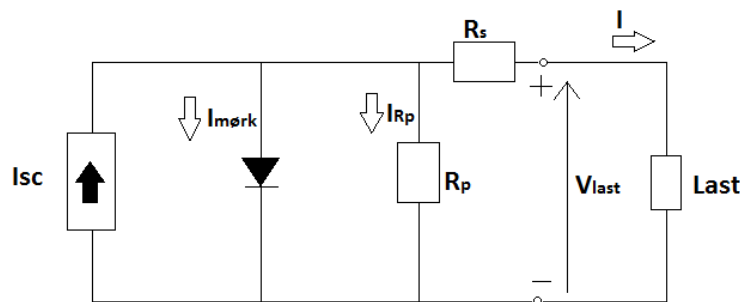 I
Rs
+
Imørk
IRp
Isc
Rp
Vlast
Last
−